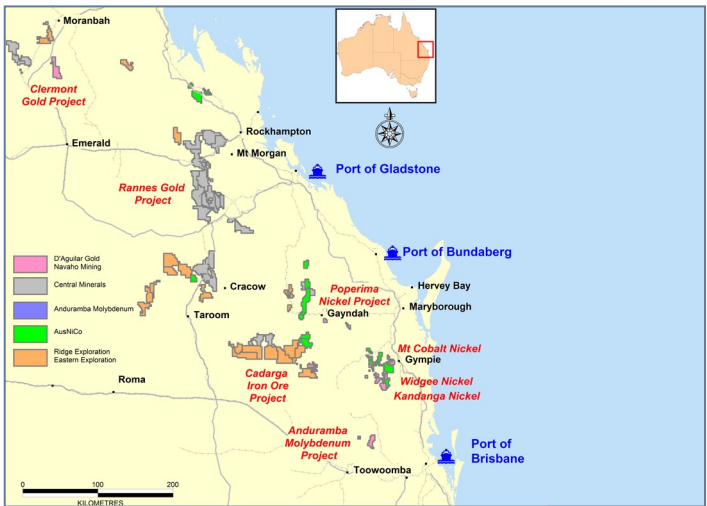 Moranbah
Clermont
Gold Project
Emerald
Rockhampton
Mt Morgan
Port of Gladstone
Rannes Gold
Project
D'Aguilar Gold
Navaho Mining
Central Minerals
Anduramba Molybdenum
AusNiCo
Ridge Exploration
Eastern Exploration
Port of Bundaberg
Cracow
Taroom
Poperima
Nickel Project
Gayndah
Hervey Bay
Maryborough
Mt Cobalt Nickel
Gympie
Widgee Nickel
Kandanga Nickel
Cadarga
Iron Ore
Project
Roma
Anduramba
Molybdenum
Project
Port of
Brisbane
Toowoomba
0 100 200
KILOMETRES